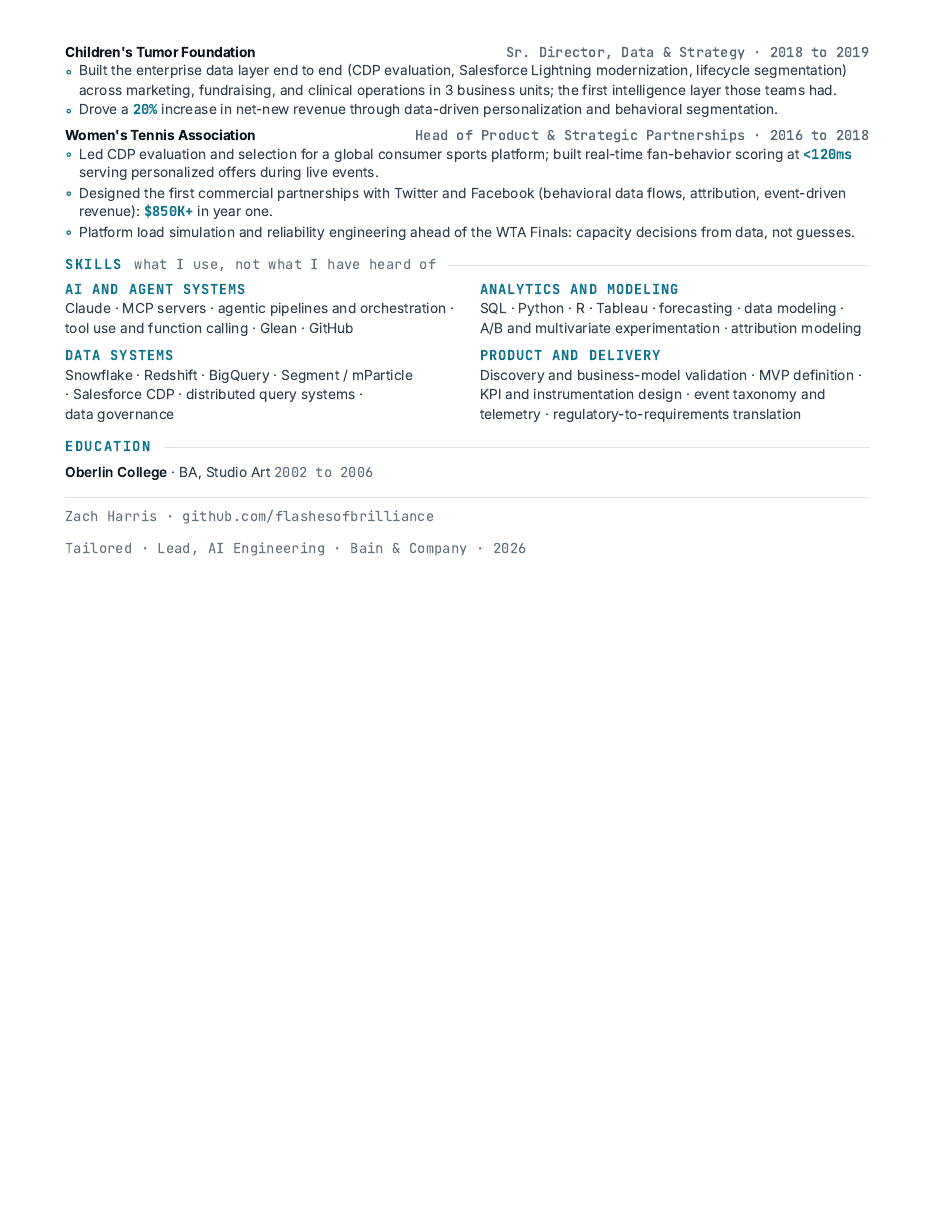 Children's Tumor Foundation Sr. Director, Data & Strategy · 2018 to 2019
Built the enterprise data layer end to end (CDP evaluation, Salesforce Lightning modernization, lifecycle segmentation)
across marketing, fundraising, and clinical operations in 3 business units; the first intelligence layer those teams had.
Drove a 20% increase in net-new revenue through data-driven personalization and behavioral segmentation.
Women's Tennis Association Head of Product & Strategic Partnerships · 2016 to 2018
Led CDP evaluation and selection for a global consumer sports platform; built real-time fan-behavior scoring at <120ms
serving personalized offers during live events.
Designed the first commercial partnerships with Twitter and Facebook (behavioral data flows, attribution, event-driven
revenue): $850K+ in year one.
Platform load simulation and reliability engineering ahead of the WTA Finals: capacity decisions from data, not guesses.
SKILLS what I use, not what I have heard of
AI AND AGENT SYSTEMS
Claude · MCP servers · agentic pipelines and orchestration ·
tool use and function calling · Glean · GitHub
ANALYTICS AND MODELING
SQL · Python · R · Tableau · forecasting · data modeling ·
A/B and multivariate experimentation · attribution modeling
DATA SYSTEMS
Snowflake · Redshift · BigQuery · Segment / mParticle
· Salesforce CDP · distributed query systems ·
data governance
PRODUCT AND DELIVERY
Discovery and business-model validation · MVP definition ·
KPI and instrumentation design · event taxonomy and
telemetry · regulatory-to-requirements translation
EDUCATION
Oberlin College · BA, Studio Art 2002 to 2006
Zach Harris · github.com/flashesofbrilliance
Tailored · Lead, AI Engineering · Bain & Company · 2026